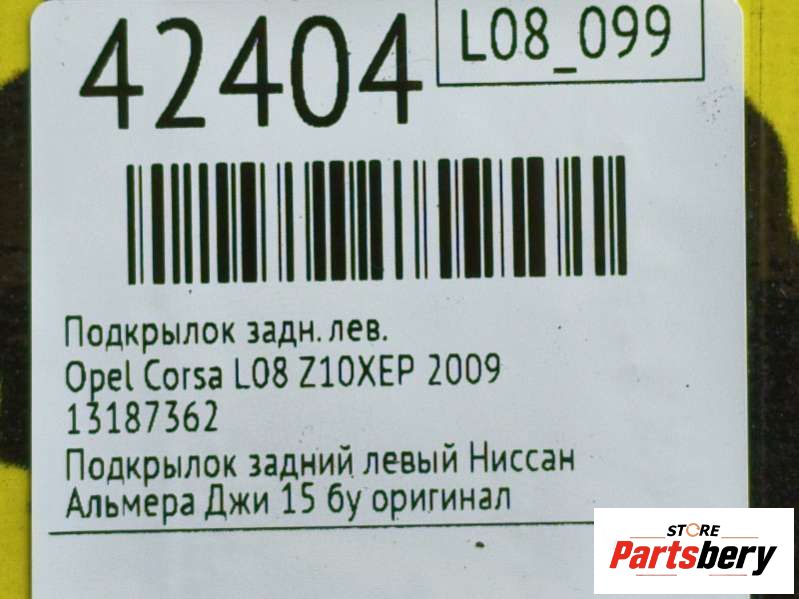 42404
L08_099
Подкрылок задн. лев.
Opel Corsa L08 Z10XEP 2009
13187362
Подкрылок задний левый Ниссан
Альмера Джи 15 бу оригинал
STORE
Partsbery